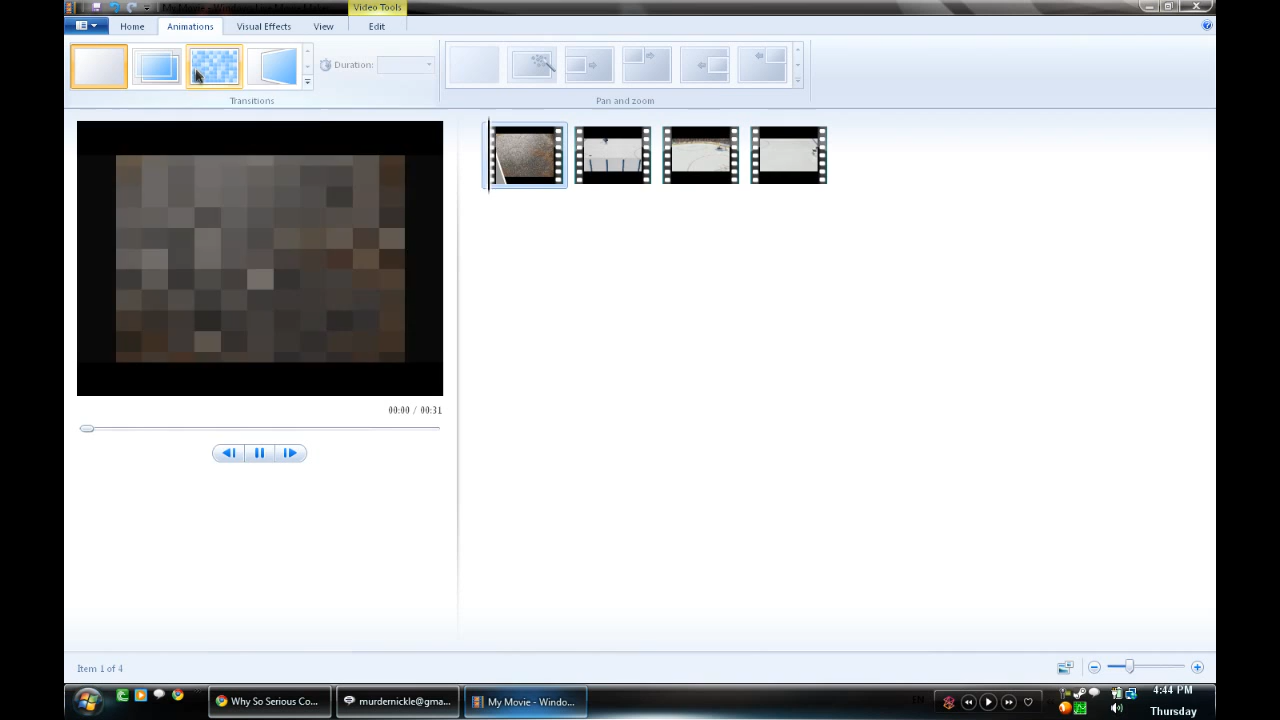 Video Tools
Home
Animations
Visual Effects
View
Edit
Duration:
Transitions
Pan and zoom
00:00 / 00:31
Item 1 of 4
Why So Serious Co...
murdernickle@gma...
My Movie - Windo...
EN
4:44 PM
Thursday